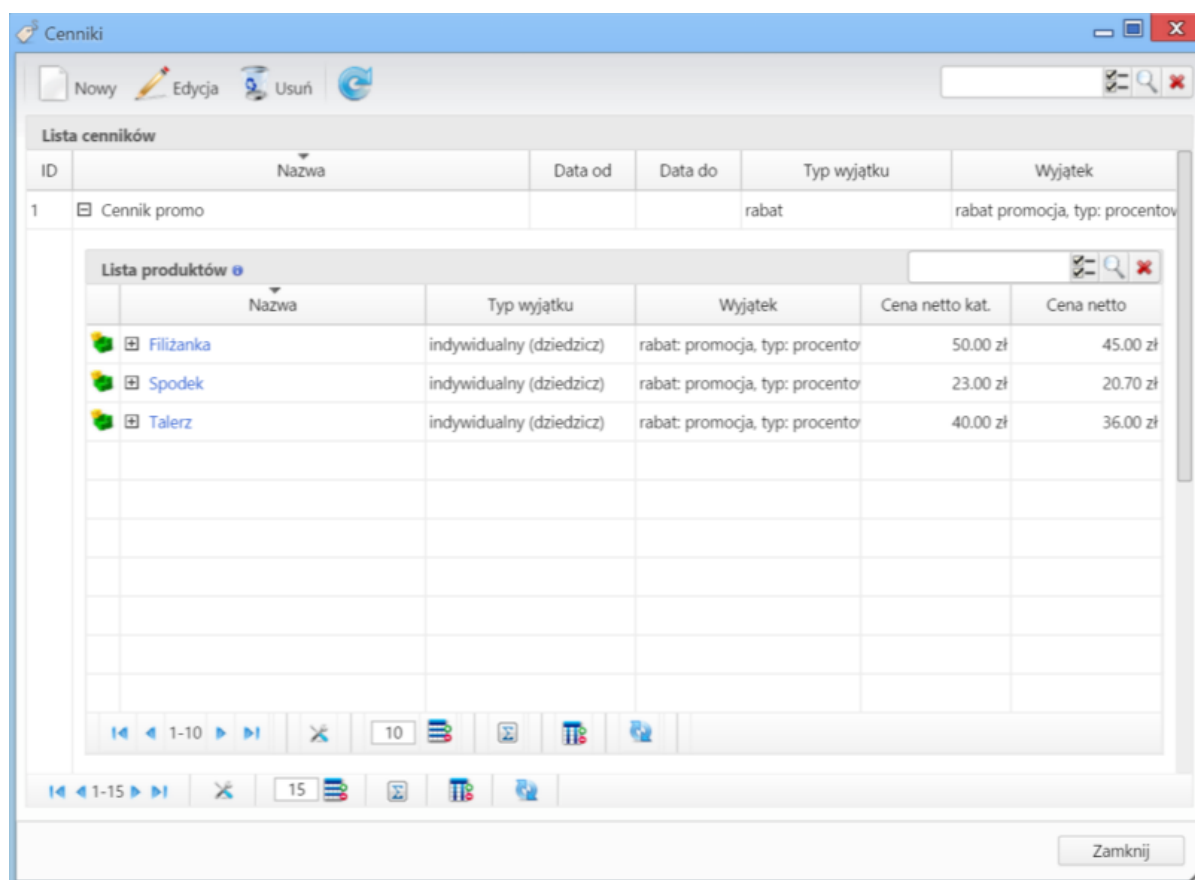 Cenniki
Nowy Edycja Usuń
Lista cenników
ID Nazwa Data od Data do Typ wyjątku Wyjątek
1 Cennik promo rabat rabat promocja, typ: procentow
Lista produktów
Nazwa Typ wyjątku Wyjątek Cena netto kat. Cena netto
Filiżanka indywidualny (dziedzicz) rabat: promocja, typ: procento 50.00 zł 45.00 zł
Spodek indywidualny (dziedzicz) rabat: promocja, typ: procento 23.00 zł 20.70 zł
Talerz indywidualny (dziedzicz) rabat: promocja, typ: procento 40.00 zł 36.00 zł
1-10 10
1-15 15
Zamknij